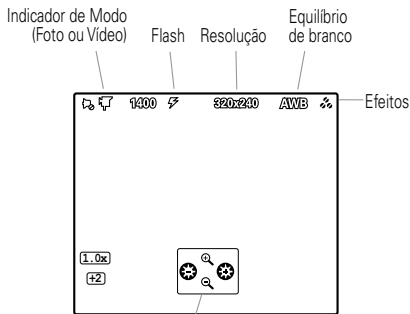 Indicador de Modo
(Foto ou Vídeo)
Flash
Resolução
Equilíbrio
de branco
1400
320x240
AWB
Efeitos
1.0x
+2